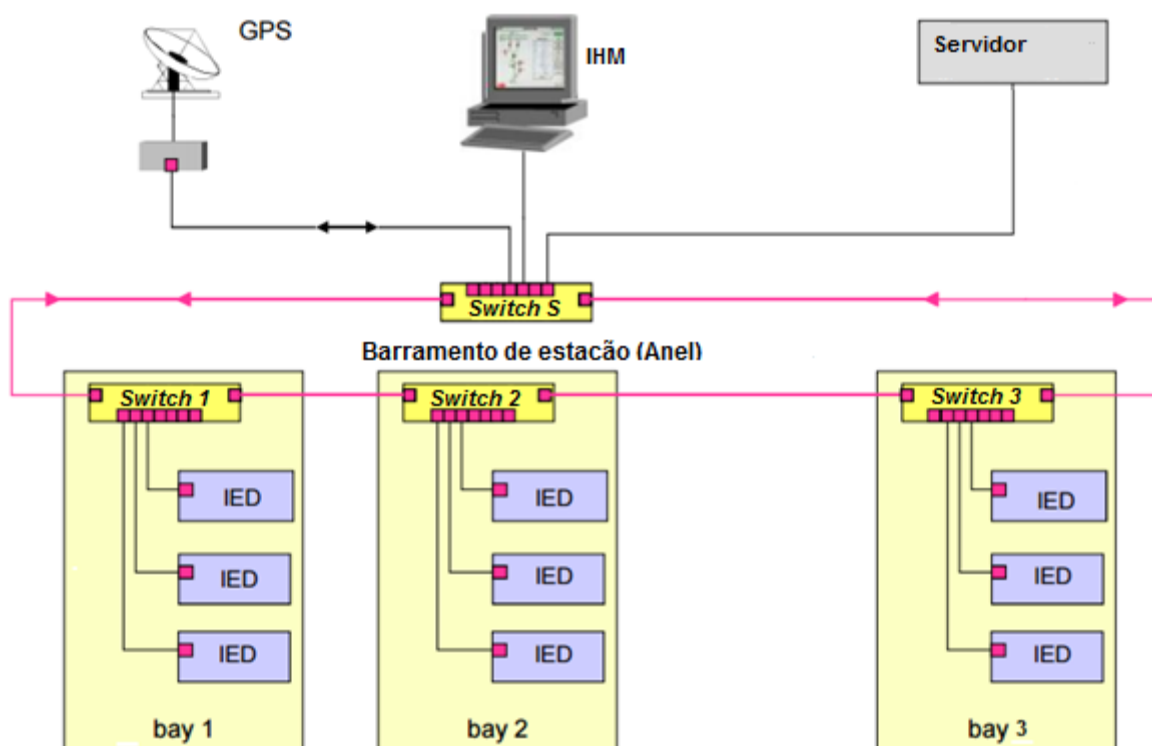 GPS
IHM
Servidor
Switch S
Barramento de estação (Anel)
Switch 1
Switch 2
Switch 3
IED
IED
IED
IED
IED
IED
IED
IED
IED
bay 1
bay 2
bay 3